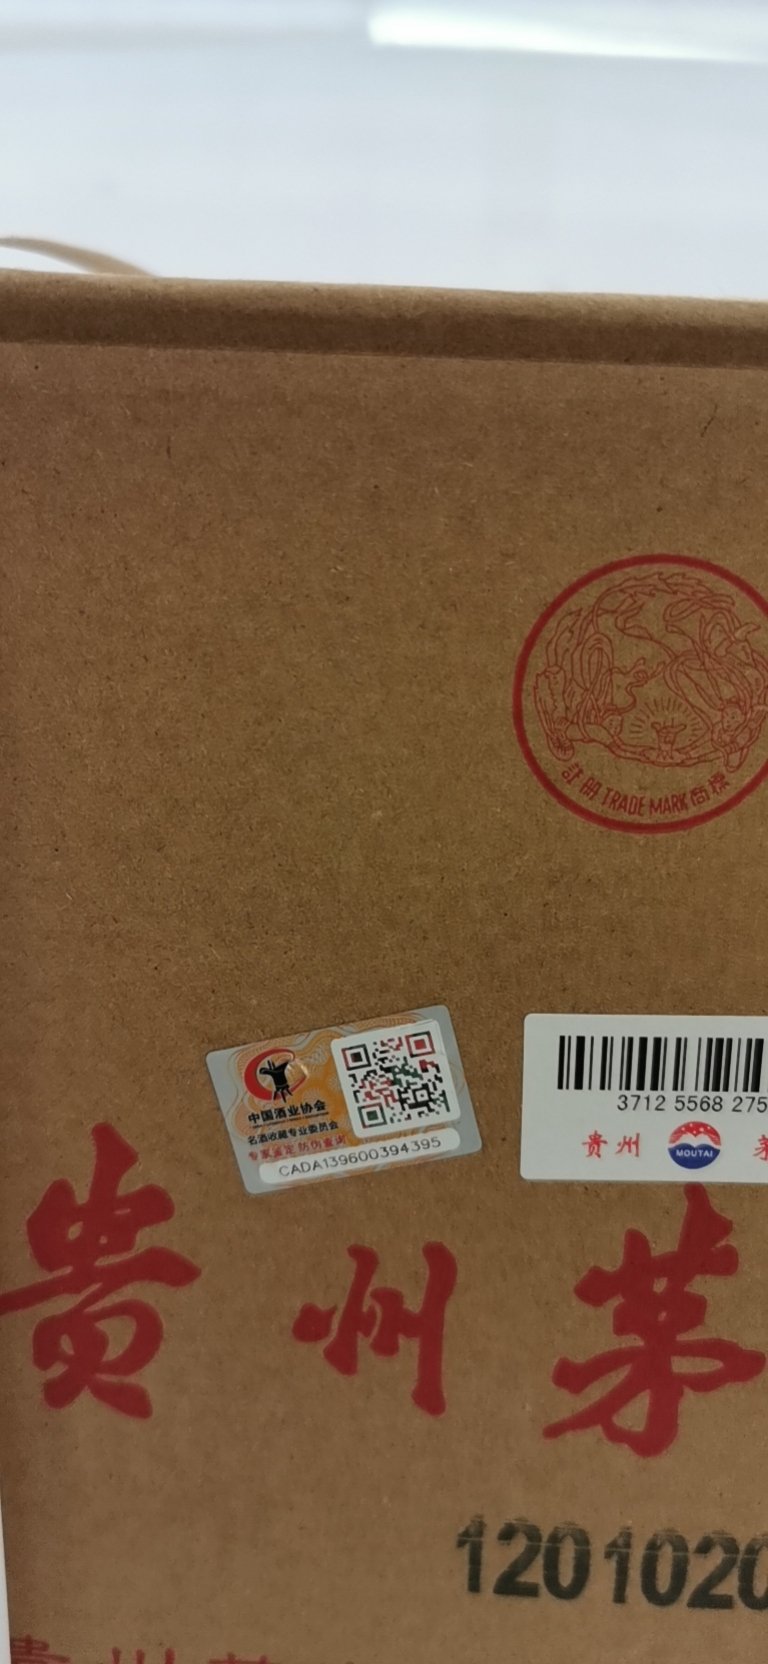 註册 TRADE MARK 商標
中国酒业协会
名酒收藏专业委员会
专家鉴定 防伪查询
CADA139600394395
3712 5568 275
贵州 MOUTAI
贵州茅
1201020